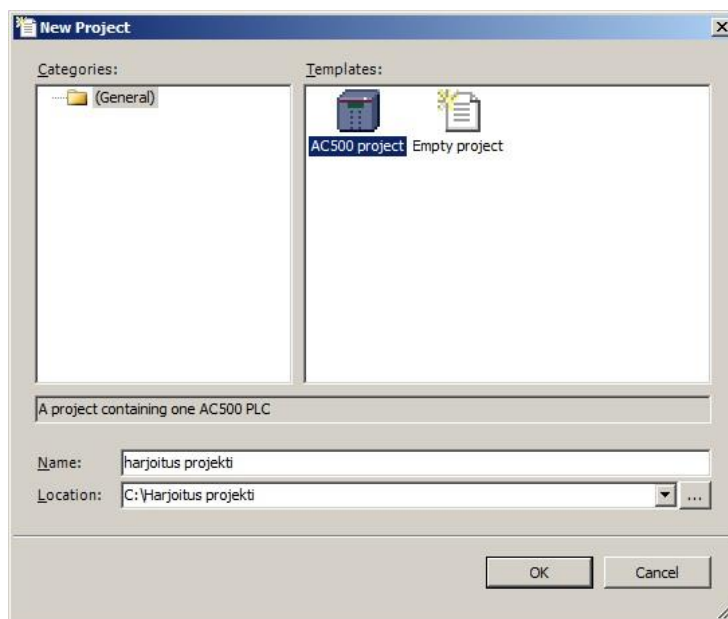 New Project
Categories:
Templates:
(General)
AC500 project Empty project
A project containing one AC500 PLC
Name: harjoitus projekti
Location: C:\Harjoitus projekti ...
OK Cancel